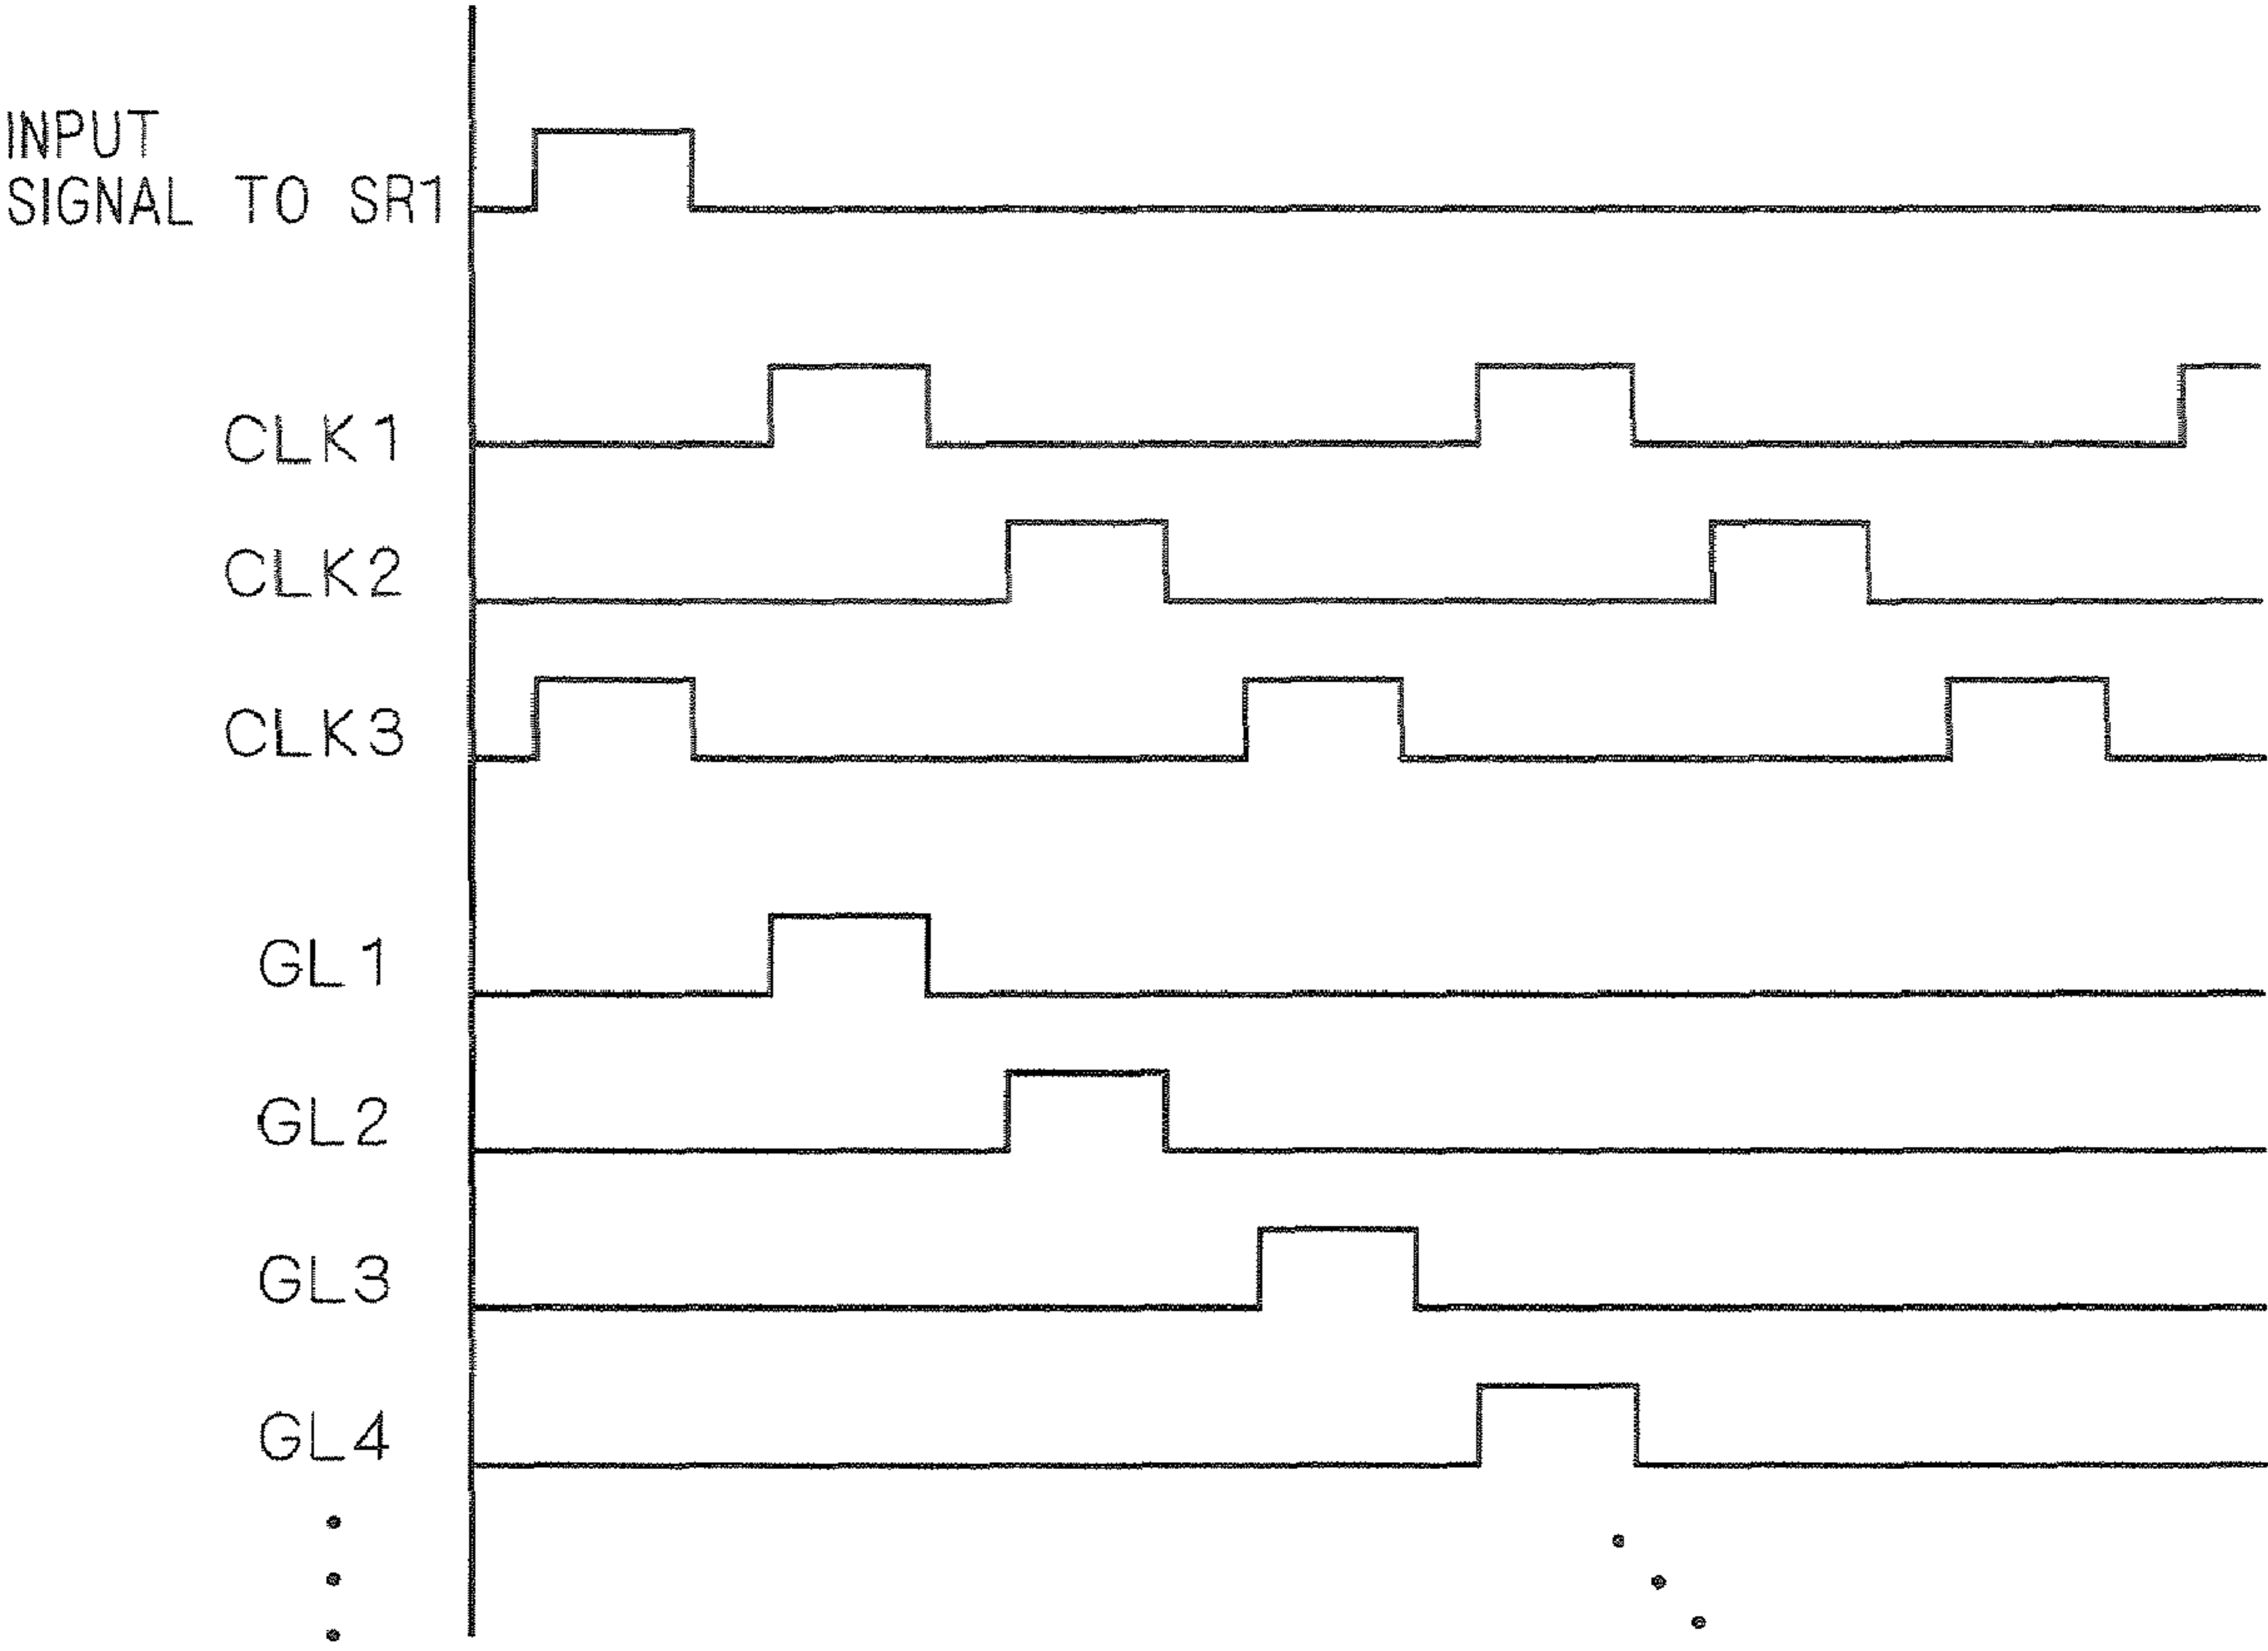 INPUT
SIGNAL TO SR1
CLK1
CLK2
CLK3
GL1
GL2
GL3
GL4